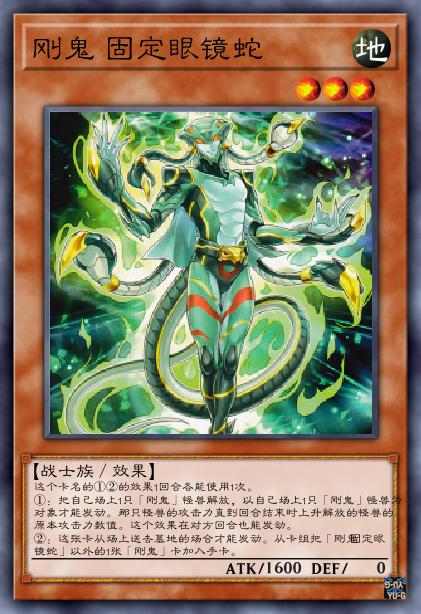 刚鬼 固定眼镜蛇
地
【战士族/效果】
这个卡名的①②的效果1回合各能使用1次。
①：把自己场上1只「刚鬼」怪兽解放，以自己场上1只「刚鬼」怪兽为
对象才能发动。那只怪兽的攻击力直到回合结束时上升解放的怪兽的
原本攻击力数值。这个效果在对方回合也能发动。
②：这张卡从场上送去墓地的场合才能发动。从卡组把「刚鬼 固定眼
镜蛇」以外的1张「刚鬼」卡加入手卡。
ATK/1600 DEF/ 0